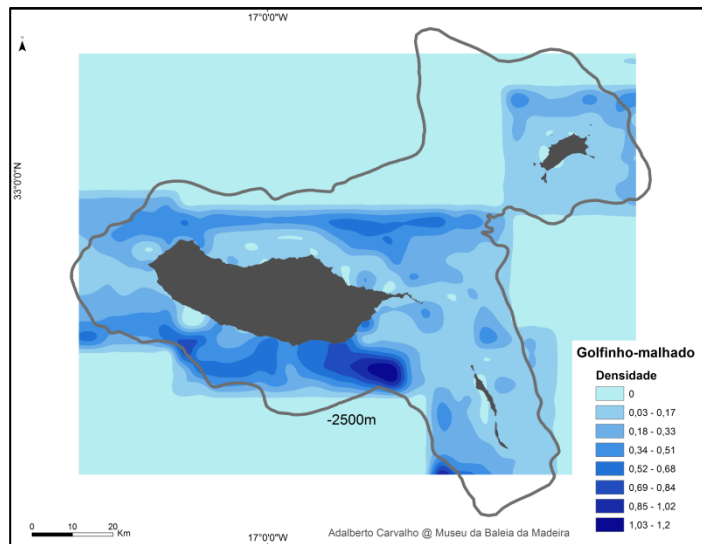 17°0'0"W
N
33°0'0"N
-2500m
Golfinho-malhado
Densidade
0
0,03 - 0,17
0,18 - 0,33
0,34 - 0,51
0,52 - 0,68
0,69 - 0,84
0,85 - 1,02
1,03 - 1,2
0 10 20
Km
17°0'0"W
Adalberto Carvalho @ Museu da Baleia da Madeira